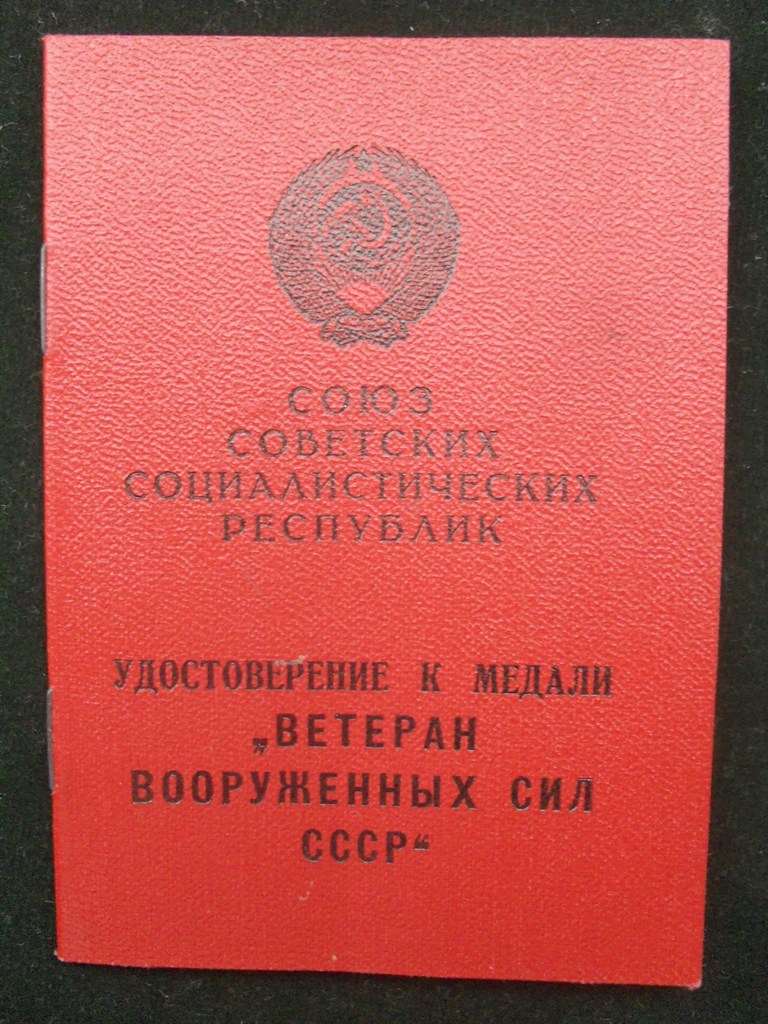 СОЮЗ
СОВЕТСКИХ
СОЦИАЛИСТИЧЕСКИХ
РЕСПУБЛИК
УДОСТОВЕРЕНИЕ К МЕДАЛИ
„ВЕТЕРАН
ВООРУЖЕННЫХ СИЛ
СССР“